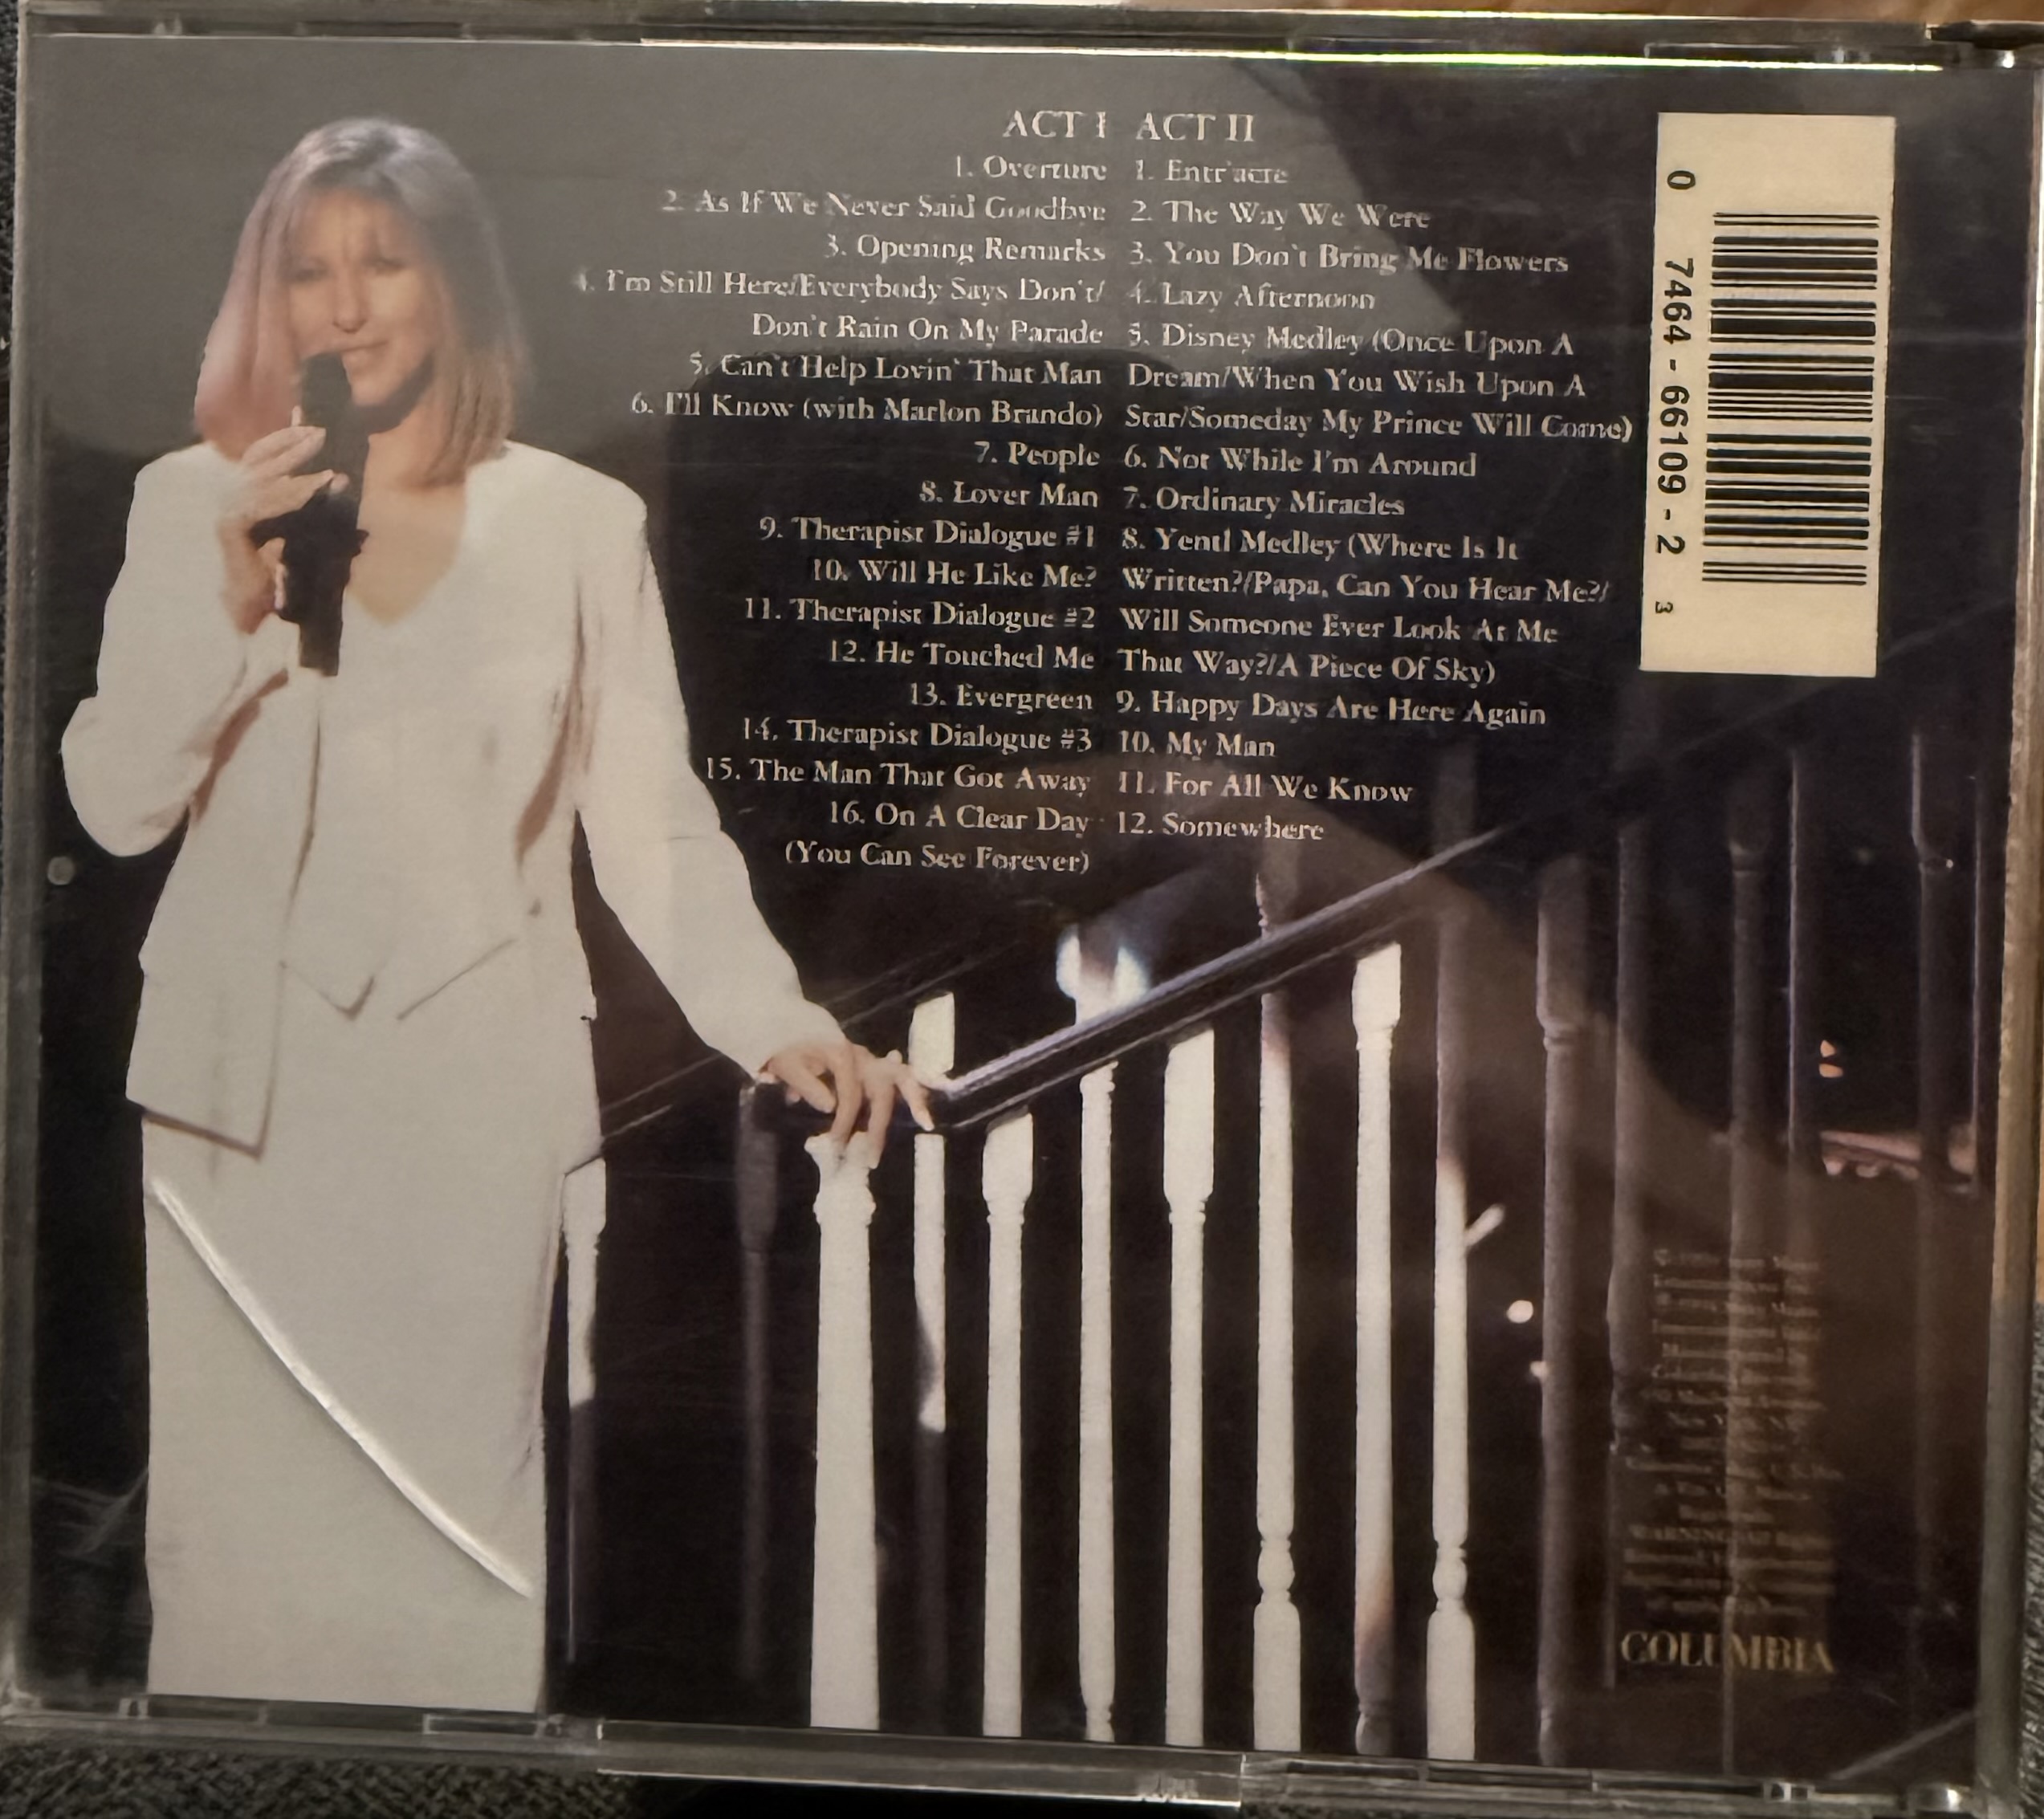 ACT I
1. Overture
2. As If We Never Said Goodbye
3. Opening Remarks
4. I'm Still Here/Everybody Says Don't/
Don't Rain On My Parade
5. Can't Help Lovin' That Man
6. I'll Know (with Marlon Brando)
7. People
8. Lover Man
9. Therapist Dialogue #1
10. Will He Like Me?
11. Therapist Dialogue #2
12. He Touched Me
13. Evergreen
14. Therapist Dialogue #3
15. The Man That Got Away
16. On A Clear Day
(You Can See Forever)
ACT II
1. Entr'acte
2. The Way We Were
3. You Don't Bring Me Flowers
4. Lazy Afternoon
5. Disney Medley (Once Upon A
Dream/When You Wish Upon A
Star/Someday My Prince Will Come)
6. Not While I'm Around
7. Ordinary Miracles
8. Yentl Medley (Where Is It
Written?/Papa, Can You Hear Me?/
Will Someone Ever Look At Me
That Way?/A Piece Of Sky)
9. Happy Days Are Here Again
10. My Man
11. For All We Know
12. Somewhere
0 7464-66109-2 3
WARNING: All Rights
COLUMBIA